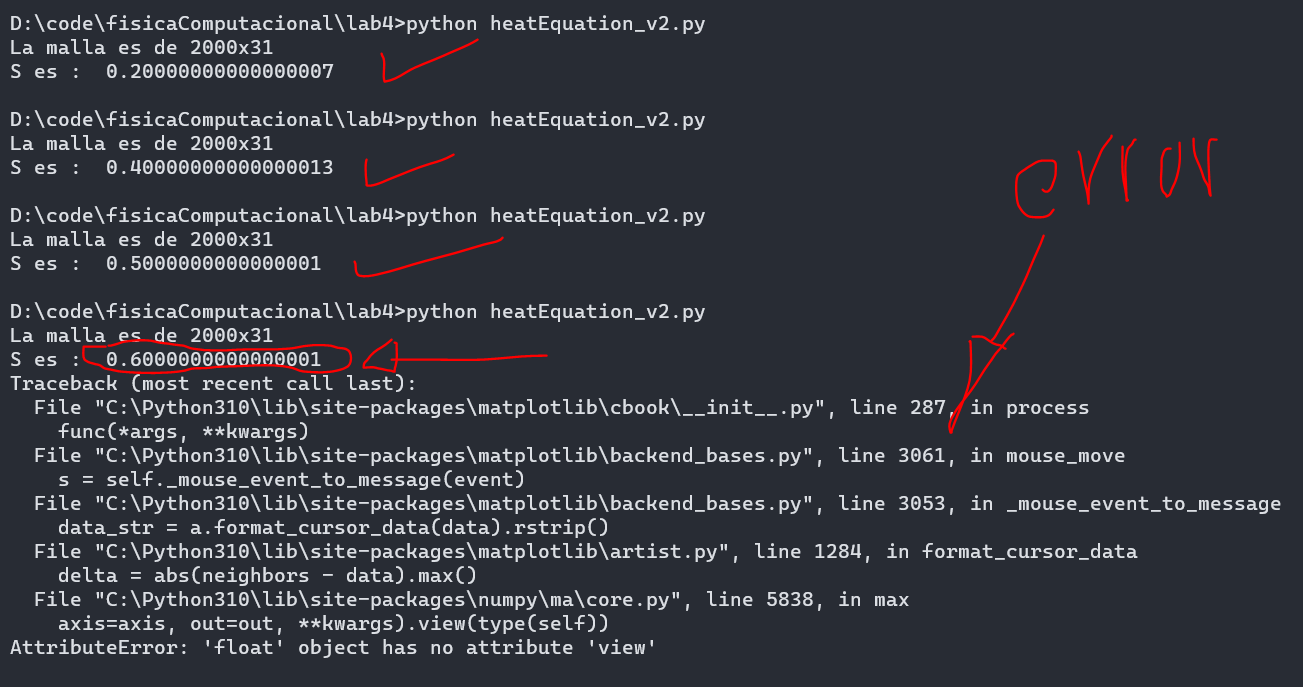 D:\code\fisicaComputacional\lab4>python heatEquation_v2.py
La malla es de 2000x31
S es :  0.20000000000000007
D:\code\fisicaComputacional\lab4>python heatEquation_v2.py
La malla es de 2000x31
S es :  0.40000000000000013
error
D:\code\fisicaComputacional\lab4>python heatEquation_v2.py
La malla es de 2000x31
S es :  0.5000000000000001
D:\code\fisicaComputacional\lab4>python heatEquation_v2.py
La malla es de 2000x31
S es :  0.6000000000000001
Traceback (most recent call last):
  File "C:\Python310\lib\site-packages\matplotlib\cbook\__init__.py", line 287, in process
    func(*args, **kwargs)
  File "C:\Python310\lib\site-packages\matplotlib\backend_bases.py", line 3061, in mouse_move
    s = self._mouse_event_to_message(event)
  File "C:\Python310\lib\site-packages\matplotlib\backend_bases.py", line 3053, in _mouse_event_to_message
    data_str = a.format_cursor_data(data).rstrip()
  File "C:\Python310\lib\site-packages\matplotlib\artist.py", line 1284, in format_cursor_data
    delta = abs(neighbors - data).max()
  File "C:\Python310\lib\site-packages\numpy\ma\core.py", line 5838, in max
    axis=axis, out=out, **kwargs).view(type(self))
AttributeError: 'float' object has no attribute 'view'